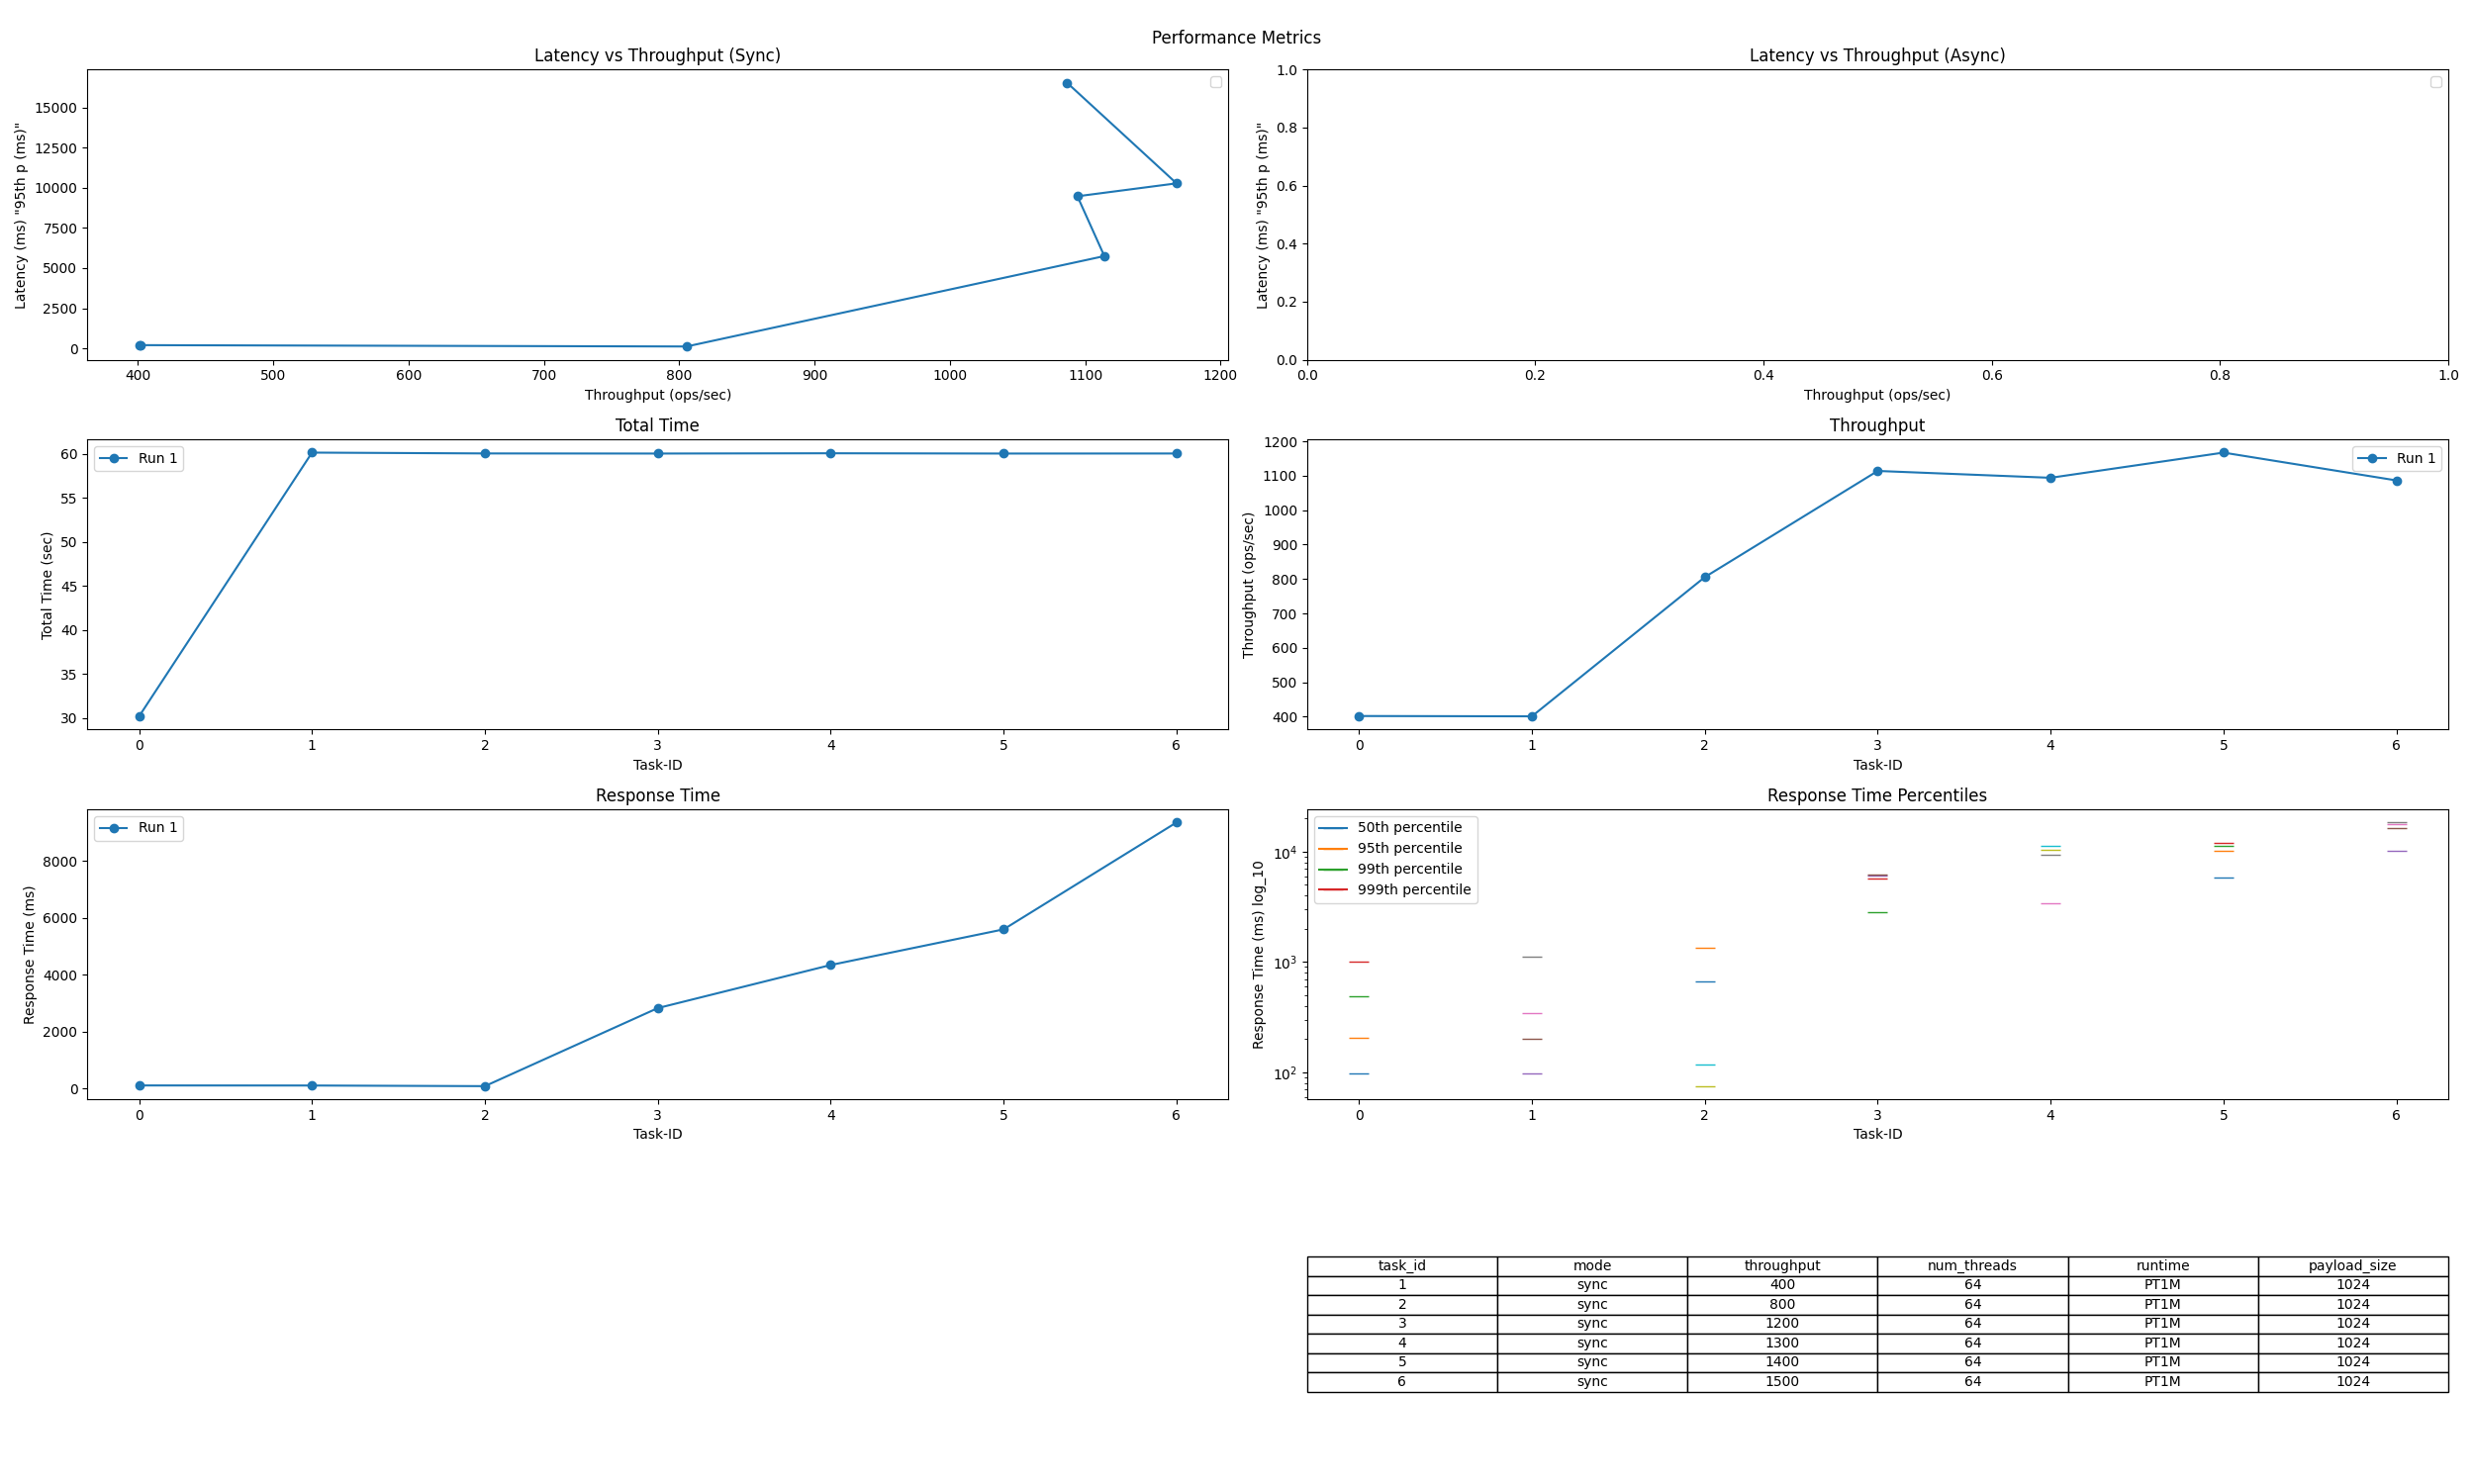 Performance Metrics
Latency vs Throughput (Sync)
Latency (ms) "95th p (ms)"
15000
12500
10000
7500
5000
2500
0
400 500 600 700 800 900 1000 1100 1200
Throughput (ops/sec)
Latency vs Throughput (Async)
Latency (ms) "95th p (ms)"
1.0
0.8
0.6
0.4
0.2
0.0
0.0 0.2 0.4 0.6 0.8 1.0
Throughput (ops/sec)
Total Time
Run 1
Total Time (sec)
60
55
50
45
40
35
30
0 1 2 3 4 5 6
Task-ID
Throughput
Run 1
Throughput (ops/sec)
1200
1100
1000
900
800
700
600
500
400
0 1 2 3 4 5 6
Task-ID
Response Time
Run 1
Response Time (ms)
8000
6000
4000
2000
0
0 1 2 3 4 5 6
Task-ID
Response Time Percentiles
50th percentile
95th percentile
99th percentile
999th percentile
Response Time (ms) log_10
10⁴
10³
10²
0 1 2 3 4 5 6
Task-ID
task_id mode throughput num_threads runtime payload_size
1 sync 400 64 PT1M 1024
2 sync 800 64 PT1M 1024
3 sync 1200 64 PT1M 1024
4 sync 1300 64 PT1M 1024
5 sync 1400 64 PT1M 1024
6 sync 1500 64 PT1M 1024